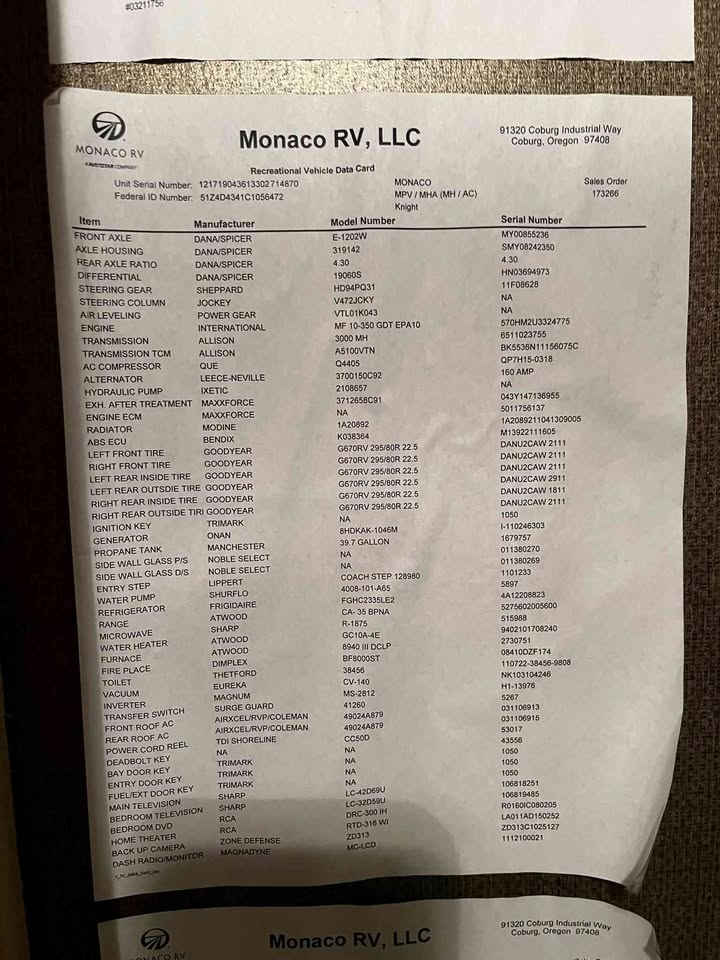 #03211756
MONACO RV
A NAVISTAR COMPANY
Monaco RV, LLC
91320 Coburg Industrial Way
Coburg, Oregon 97408
Recreational Vehicle Data Card
Unit Serial Number: 121719043613302714870 MONACO Sales Order
Federal ID Number: 51Z4D4341C1056472 MPV / MHA (MH / AC) 173266
Knight
Item Manufacturer Model Number Serial Number
FRONT AXLE DANA/SPICER E-1202W MY00855236
AXLE HOUSING DANA/SPICER 319142 SMY08242350
REAR AXLE RATIO DANA/SPICER 4.30 4.30
DIFFERENTIAL DANA/SPICER 19060S HN03694973
STEERING GEAR SHEPPARD HD94PQ31 11F08628
STEERING COLUMN JOCKEY V472JCKY NA
AIR LEVELING POWER GEAR VTL01K043 NA
ENGINE INTERNATIONAL MF 10-350 GDT EPA10 570HM2U3324775
TRANSMISSION ALLISON 3000 MH 6511023755
TRANSMISSION TCM ALLISON A5100VTN BK5536N11156075C
AC COMPRESSOR QUE Q4405 QP7H15-0318
ALTERNATOR LEECE-NEVILLE 3700150C92 160 AMP
HYDRAULIC PUMP IXETIC 2108657 NA
EXH. AFTER TREATMENT MAXXFORCE 3712658C91 043Y147136955
ENGINE ECM MAXXFORCE NA 5011756137
RADIATOR MODINE 1A20892 1A2089211041309005
ABS ECU BENDIX K038364 M13922111605
LEFT FRONT TIRE GOODYEAR G670RV 295/80R 22.5 DANU2CAW 2111
RIGHT FRONT TIRE GOODYEAR G670RV 295/80R 22.5 DANU2CAW 2111
LEFT REAR INSIDE TIRE GOODYEAR G670RV 295/80R 22.5 DANU2CAW 2111
LEFT REAR OUTSDIE TIRE GOODYEAR G670RV 295/80R 22.5 DANU2CAW 2911
RIGHT REAR INSIDE TIRE GOODYEAR G670RV 295/80R 22.5 DANU2CAW 1811
RIGHT REAR OUTSIDE TIRI GOODYEAR G670RV 295/80R 22.5 DANU2CAW 2111
IGNITION KEY TRIMARK NA 1050
GENERATOR ONAN 8HDKAK-1046M I-110246303
PROPANE TANK MANCHESTER 39.7 GALLON 1679757
SIDE WALL GLASS P/S NOBLE SELECT NA 011380270
SIDE WALL GLASS D/S NOBLE SELECT NA 011380269
ENTRY STEP LIPPERT COACH STEP 128980 1101233
WATER PUMP SHURFLO 4008-101-A65 5897
REFRIGERATOR FRIGIDAIRE FGHC2335LE2 4A12208823
RANGE ATWOOD CA- 35 BPNA 5275602005600
MICROWAVE SHARP R-1875 515988
WATER HEATER ATWOOD GC10A-4E 9402101708240
FURNACE ATWOOD 8940 III DCLP 2730751
FIRE PLACE DIMPLEX BF8000ST 08410DZF174
TOILET THETFORD 38456 110722-38456-9808
VACUUM EUREKA CV-140 NK103104246
INVERTER MAGNUM MS-2812 H1-13976
TRANSFER SWITCH SURGE GUARD 41260 5267
FRONT ROOF AC AIRXCEL/RVP/COLEMAN 49024A879 031106913
REAR ROOF AC AIRXCEL/RVP/COLEMAN 49024A879 031106915
POWER CORD REEL TDI SHORELINE CC50D 53017
DEADBOLT KEY NA NA 43556
BAY DOOR KEY TRIMARK NA 1050
ENTRY DOOR KEY TRIMARK NA 1050
FUEL/EXT DOOR KEY TRIMARK NA 1050
MAIN TELEVISION SHARP LC-42D69U 106818251
BEDROOM TELEVISION SHARP LC-32D59U 106819485
BEDROOM DVD RCA DRC-300 IH R0160IC080205
HOME THEATER RCA RTD-316 WI LA011AD150252
BACK UP CAMERA ZONE DEFENSE ZD313 ZD313C1025127
DASH RADIO/MONITOR MAGNADYNE MC-LCD 1112100021
MONACO RV
Monaco RV, LLC
91320 Coburg Industrial Way
Coburg, Oregon 97408